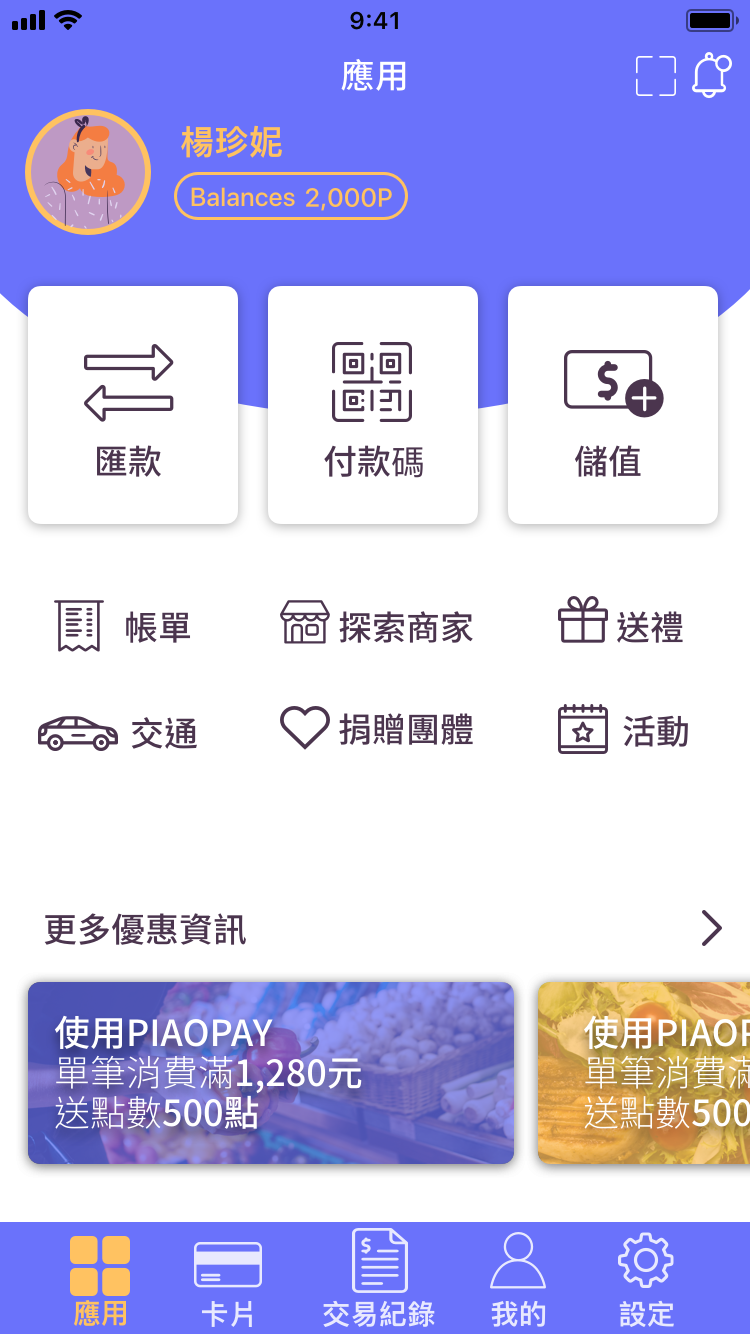 9:41
應用
楊珍妮
Balances 2,000P
匯款
付款碼
儲值
帳單
探索商家
送禮
交通
捐贈團體
活動
更多優惠資訊
使用PIAOPAY
單筆消費滿1,280元
送點數500點
使用PIAOP
單筆消費滿
送點數500
應用
卡片
交易紀錄
我的
設定